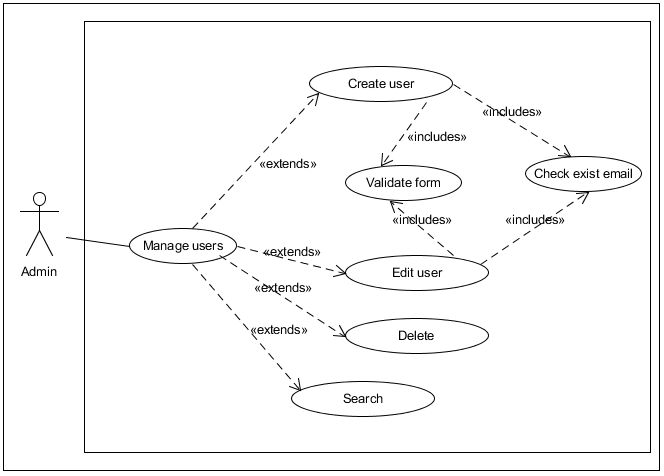 Create user
«includes»
«includes»
«extends»
Validate form
Check exist email
«includes»
«includes»
Manage users
«extends»
Admin
Edit user
«extends»
«extends»
Delete
Search